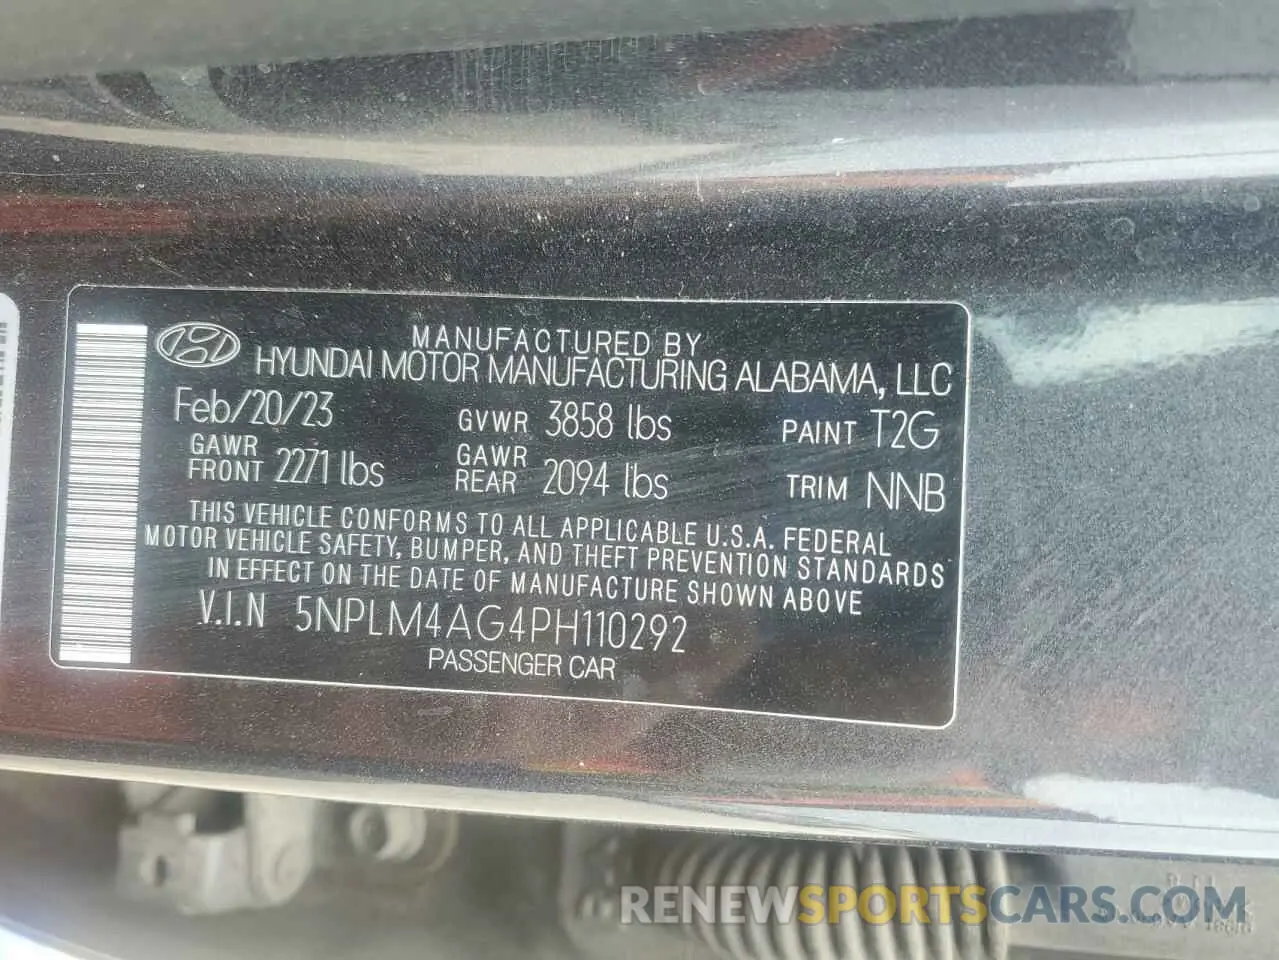 MANUFACTURED BY
HYUNDAI MOTOR MANUFACTURING ALABAMA, LLC
Feb/20/23 GVWR 3858 lbs PAINT T2G
GAWR FRONT 2271 lbs GAWR REAR 2094 lbs TRIM NNB
THIS VEHICLE CONFORMS TO ALL APPLICABLE U.S.A. FEDERAL
MOTOR VEHICLE SAFETY, BUMPER, AND THEFT PREVENTION STANDARDS
IN EFFECT ON THE DATE OF MANUFACTURE SHOWN ABOVE
V.I.N 5NPLM4AG4PH110292
PASSENGER CAR
RENEWSPORTSCARS.COM